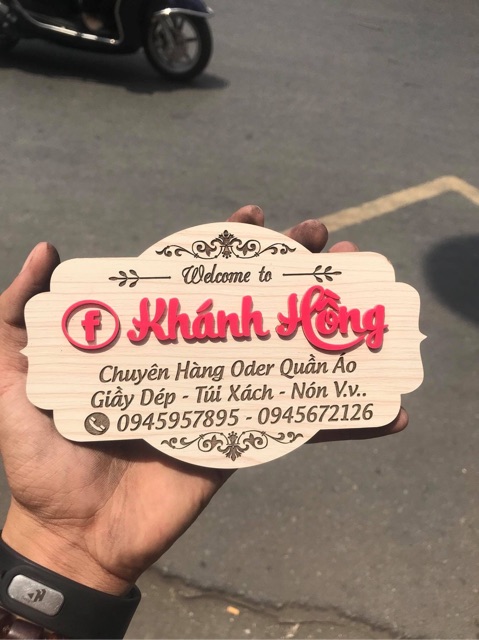 Welcome to
f Khánh Hồng
Chuyên Hàng Oder Quần Áo
Giầy Dép - Túi Xách - Nón V.v..
0945957895 - 0945672126